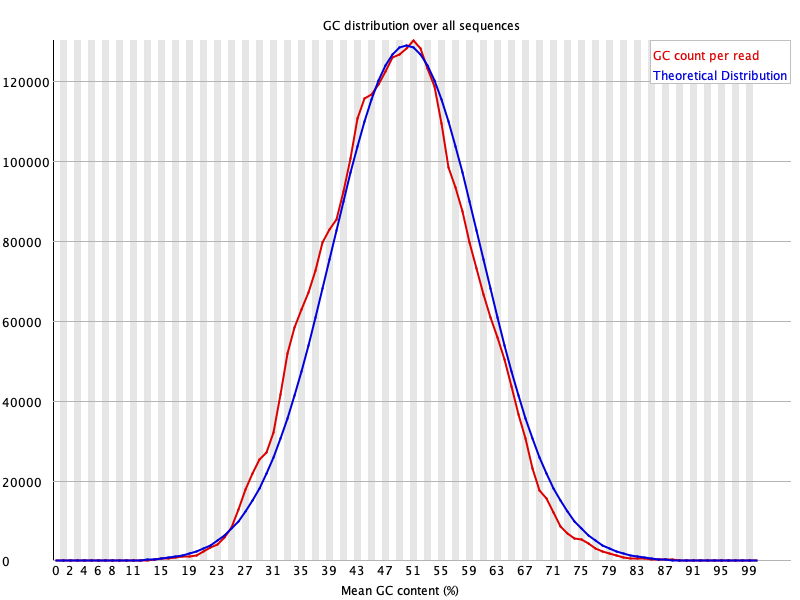 GC distribution over all sequences
GC count per read
Theoretical Distribution
120000
100000
80000
60000
40000
20000
0
0 2 4 6 8 11 15 19 23 27 31 35 39 43 47 51 55 59 63 67 71 75 79 83 87 91 95 99
Mean GC content (%)